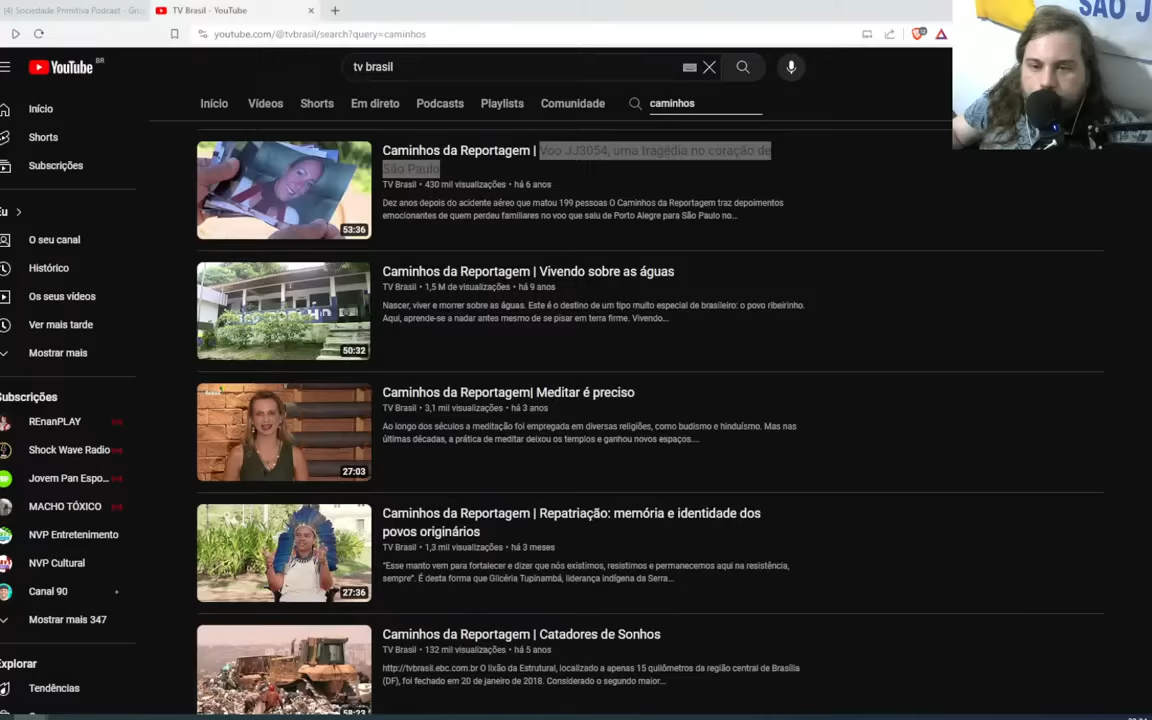 (4) Sociedade Primitiva Podcast - Gru
TV Brasil - YouTube
youtube.com/@tvbrasil/search?query=caminhos
SÃO J
YouTube BR
tv brasil
Início
Vídeos
Shorts
Em direto
Podcasts
Playlists
Comunidade
caminhos
Início
Shorts
Subscrições
Eu
O seu canal
Histórico
Os seus vídeos
Ver mais tarde
Mostrar mais
Subscrições
REnanPLAY
Shock Wave Radio
Jovem Pan Espo...
MACHO TÓXICO
NVP Entretenimento
NVP Cultural
Canal 90
Mostrar mais 347
Explorar
Tendências
Caminhos da Reportagem | Voo JJ3054, uma tragédia no coração de
São Paulo
TV Brasil • 430 mil visualizações • há 6 anos
Dez anos depois do acidente aéreo que matou 199 pessoas O Caminhos da Reportagem traz depoimentos
emocionantes de quem perdeu familiares no voo que saiu de Porto Alegre para São Paulo no...
53:36
Caminhos da Reportagem | Vivendo sobre as águas
TV Brasil • 1,5 M de visualizações • há 9 anos
Nascer, viver e morrer sobre as águas. Este é o destino de um tipo muito especial de brasileiro: o povo ribeirinho.
Aqui, aprende-se a nadar antes mesmo de se pisar em terra firme. Vivendo...
50:32
Caminhos da Reportagem| Meditar é preciso
TV Brasil • 3,1 mil visualizações • há 3 anos
Ao longo dos séculos a meditação foi empregada em diversas religiões, como budismo e hinduísmo. Mas nas
últimas décadas, a prática de meditar deixou os templos e ganhou novos espaços....
27:03
Caminhos da Reportagem | Repatriação: memória e identidade dos
povos originários
TV Brasil • 1,3 mil visualizações • há 3 meses
"Esse manto vem para fortalecer e dizer que nós existimos, resistimos e permanecemos aqui na resistência,
sempre". É desta forma que Glicéria Tupinambá, liderança indígena da Serra...
27:36
Caminhos da Reportagem | Catadores de Sonhos
TV Brasil • 132 mil visualizações • há 5 anos
http://tvbrasil.ebc.com.br O lixão da Estrutural, localizado a apenas 15 quilômetros da região central de Brasília
(DF), foi fechado em 20 de janeiro de 2018. Considerado o segundo maior...
58:23